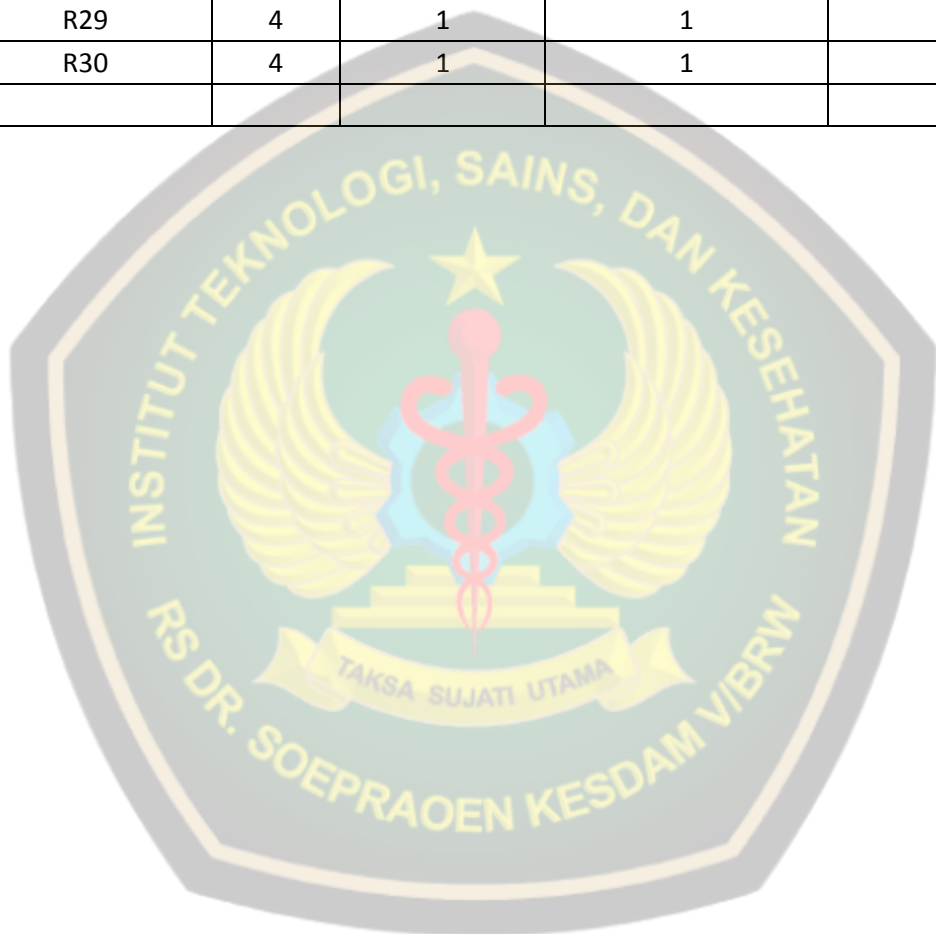 R29 4 1 1
R30 4 1 1
INSTITUT TEKNOLOGI, SAINS, DAN KESEHATAN
TAKSA SUJATI UTAMA
RS DR. SOEPRAOEN KESDAM V/BRW